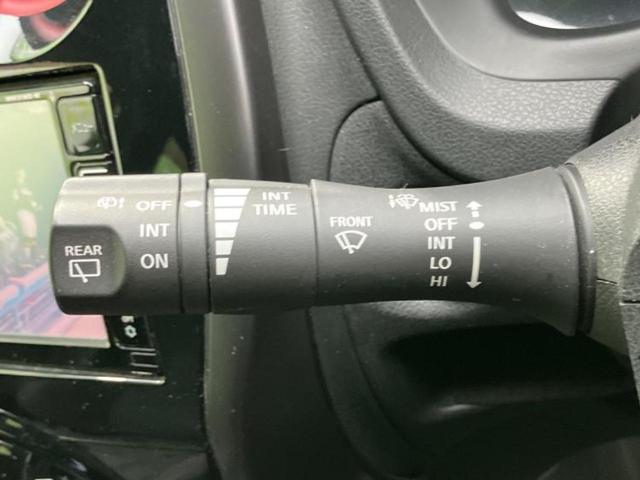 REAR
OFF
INT
ON
INT
TIME
FRONT
MIST
OFF
INT
LO
HI